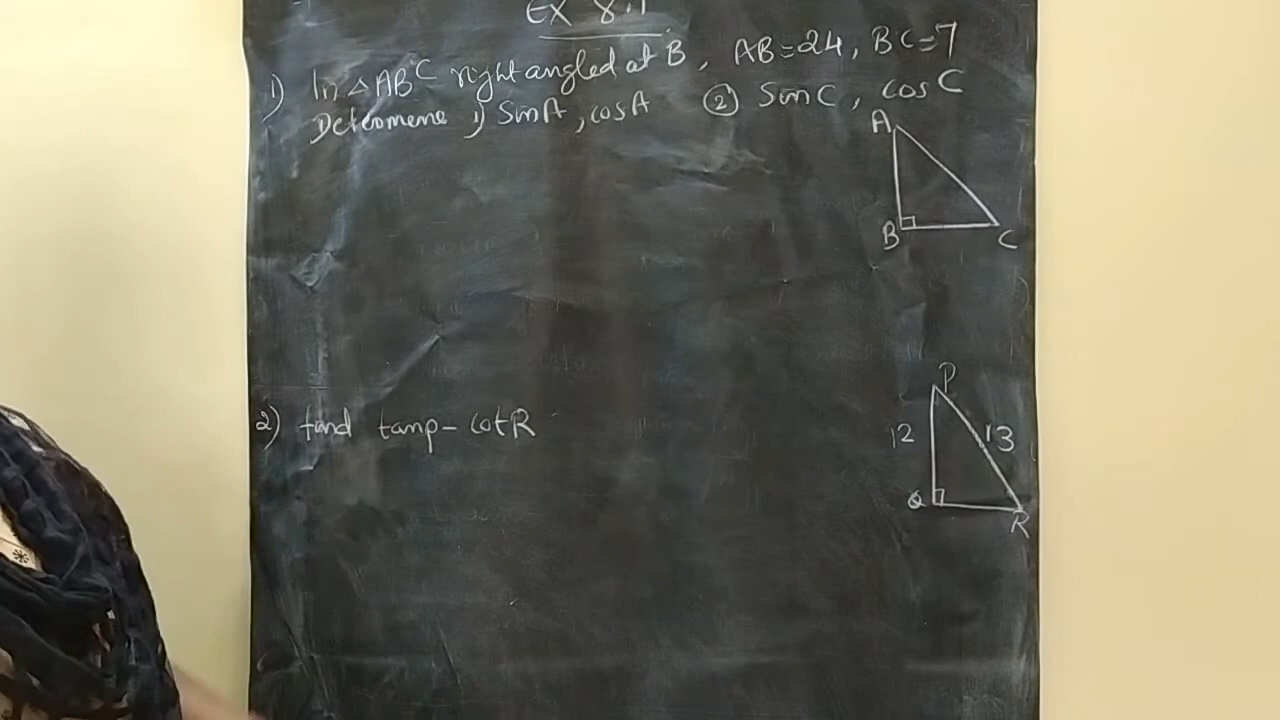 Ex 8.1
1) In △ABC right angled at B, AB=24, BC=7
Determene 1) SinA, cosA ② SinC, cosC
A
B C
2) find tanp - cotR
P
12 13
Q R